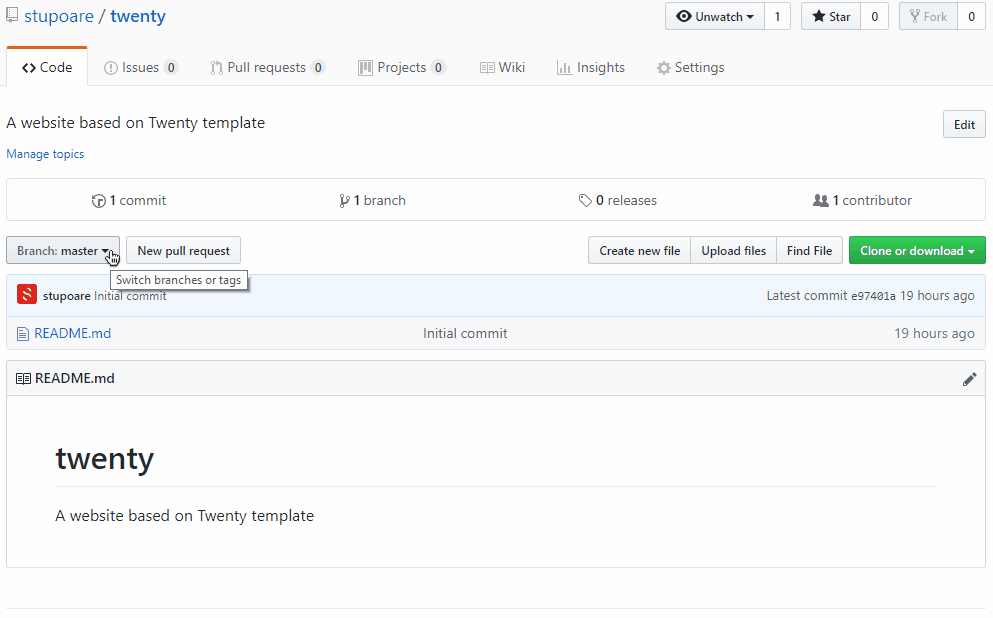 stupoare / twenty Unwatch 1 Star 0 Fork 0
Code Issues 0 Pull requests 0 Projects 0 Wiki Insights Settings
A website based on Twenty template Edit
Manage topics
1 commit 1 branch 0 releases 1 contributor
Branch: master New pull request Create new file Upload files Find File Clone or download
Switch branches or tags
stupoare Initial commit Latest commit e97401a 19 hours ago
README.md Initial commit 19 hours ago
README.md
twenty
A website based on Twenty template